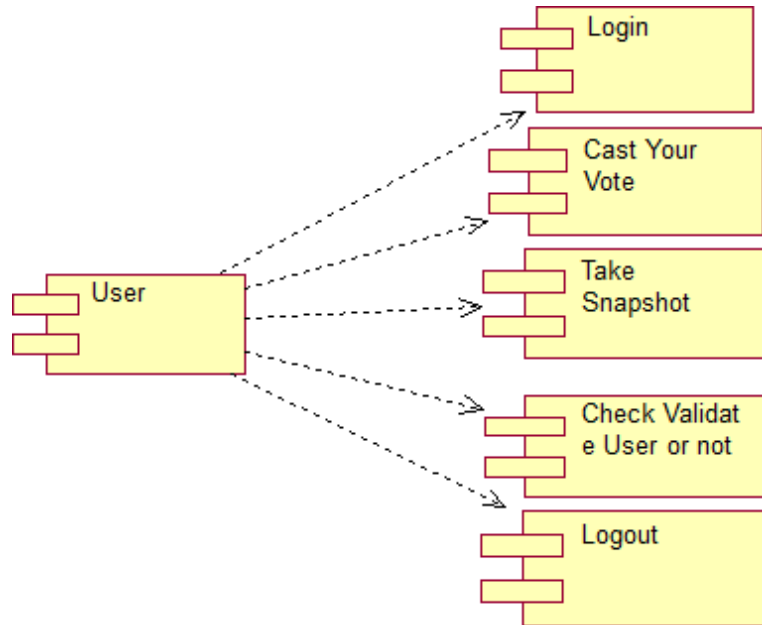 Login
Cast Your
Vote
User
Take
Snapshot
Check Validat
e User or not
Logout